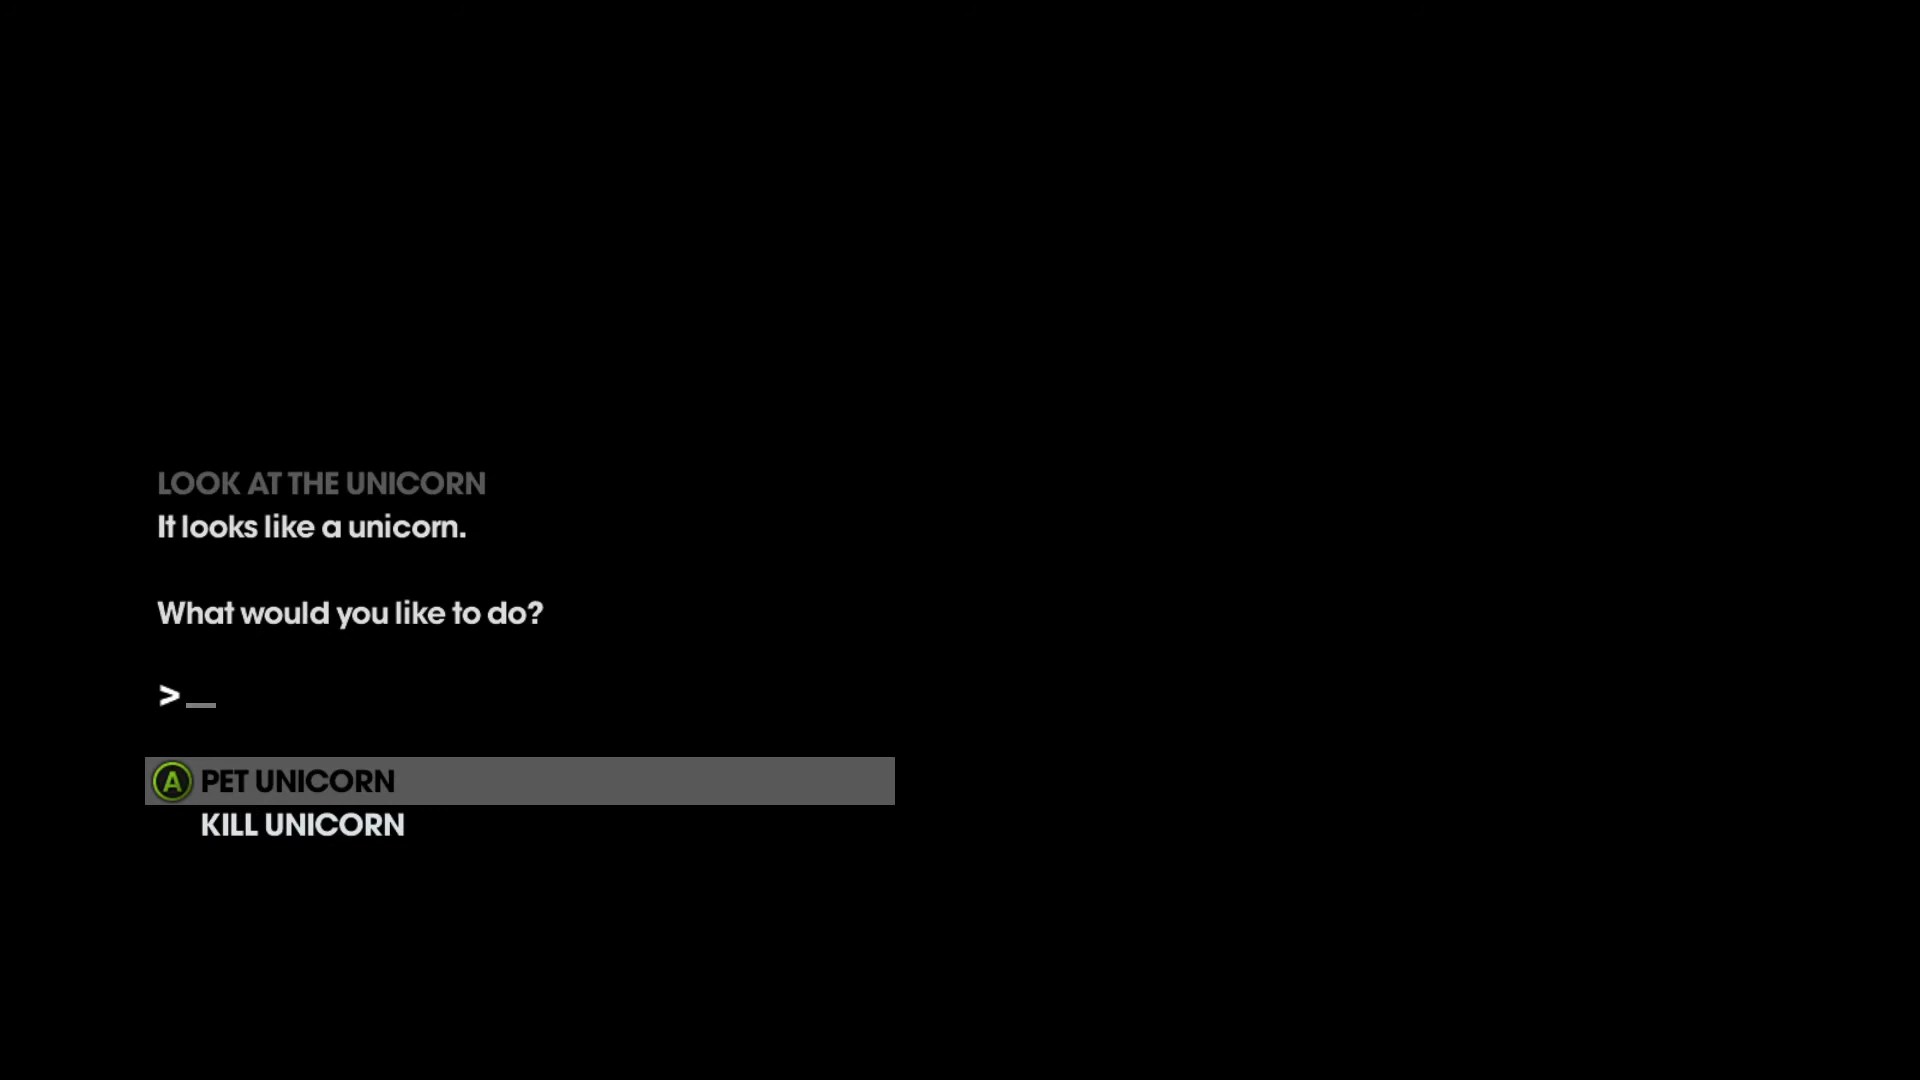 LOOK AT THE UNICORN
It looks like a unicorn.
What would you like to do?
>_
A PET UNICORN
KILL UNICORN